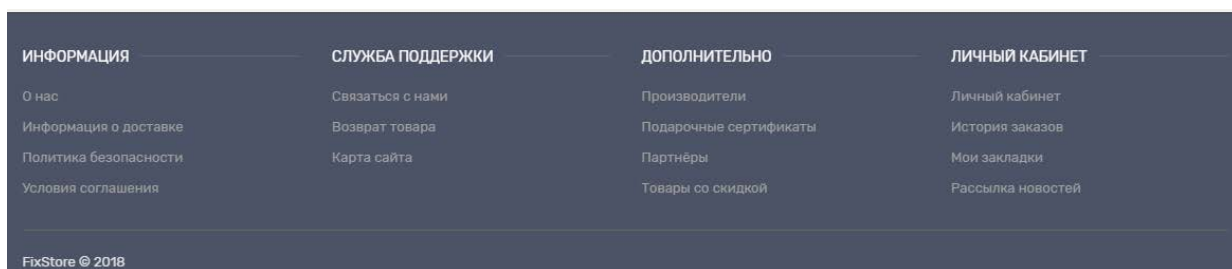 ИНФОРМАЦИЯ
О нас
Информация о доставке
Политика безопасности
Условия соглашения
СЛУЖБА ПОДДЕРЖКИ
Связаться с нами
Возврат товара
Карта сайта
ДОПОЛНИТЕЛЬНО
Производители
Подарочные сертификаты
Партнёры
Товары со скидкой
ЛИЧНЫЙ КАБИНЕТ
Личный кабинет
История заказов
Мои закладки
Рассылка новостей
FixStore © 2018